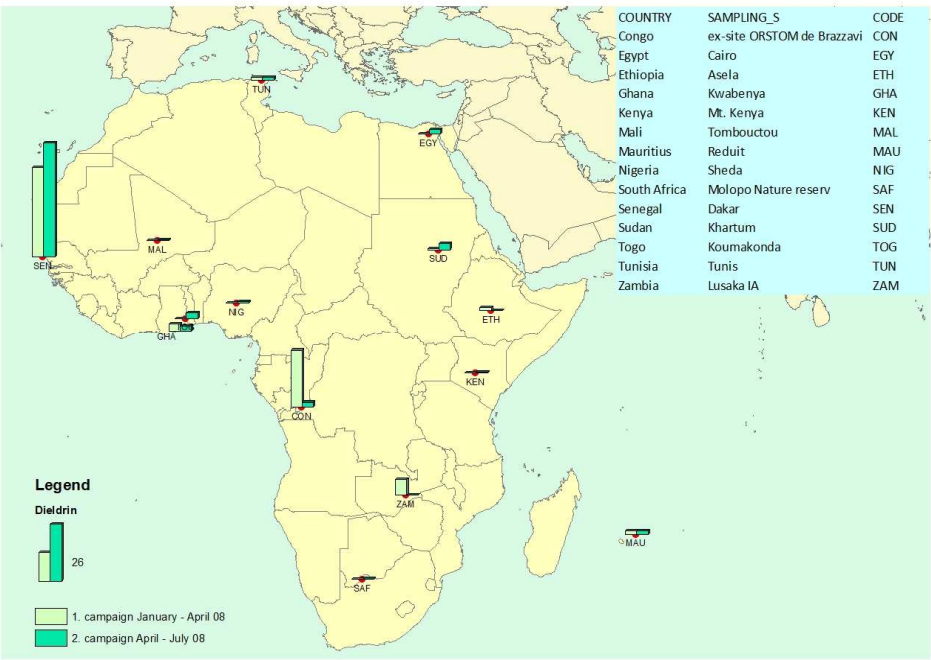 COUNTRY SAMPLING_S CODE
Congo ex-site ORSTOM de Brazzavi CON
Egypt Cairo EGY
Ethiopia Asela ETH
Ghana Kwabenya GHA
Kenya Mt. Kenya KEN
Mali Tombouctou MAL
Mauritius Reduit MAU
Nigeria Sheda NIG
South Africa Molopo Nature reserv SAF
Senegal Dakar SEN
Sudan Khartum SUD
Togo Koumakonda TOG
Tunisia Tunis TUN
Zambia Lusaka IA ZAM
TUN
EGY
MAL
SUD
SEN
NIG
ETH
TOG
GHA
KEN
CON
ZAM
MAU
SAF
Legend
Dieldrin
26
1. campaign January - April 08
2. campaign April - July 08